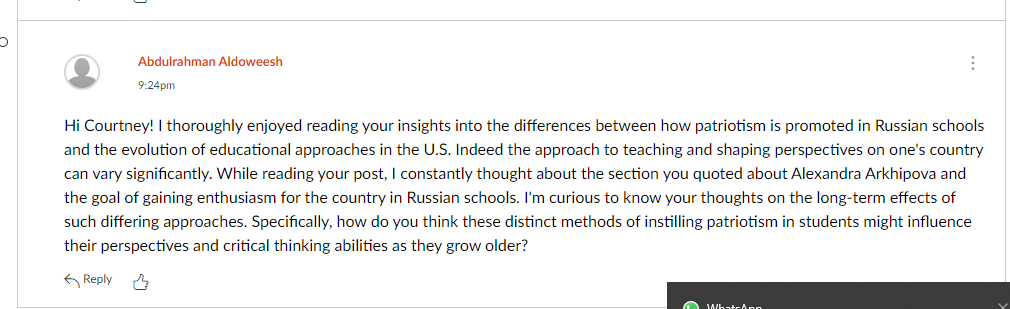 Abdulrahman Aldoweesh
9:24pm
Hi Courtney! I thoroughly enjoyed reading your insights into the differences between how patriotism is promoted in Russian schools
and the evolution of educational approaches in the U.S. Indeed the approach to teaching and shaping perspectives on one's country
can vary significantly. While reading your post, I constantly thought about the section you quoted about Alexandra Arkhipova and
the goal of gaining enthusiasm for the country in Russian schools. I'm curious to know your thoughts on the long-term effects of
such differing approaches. Specifically, how do you think these distinct methods of instilling patriotism in students might influence
their perspectives and critical thinking abilities as they grow older?
Reply
WhatsApp